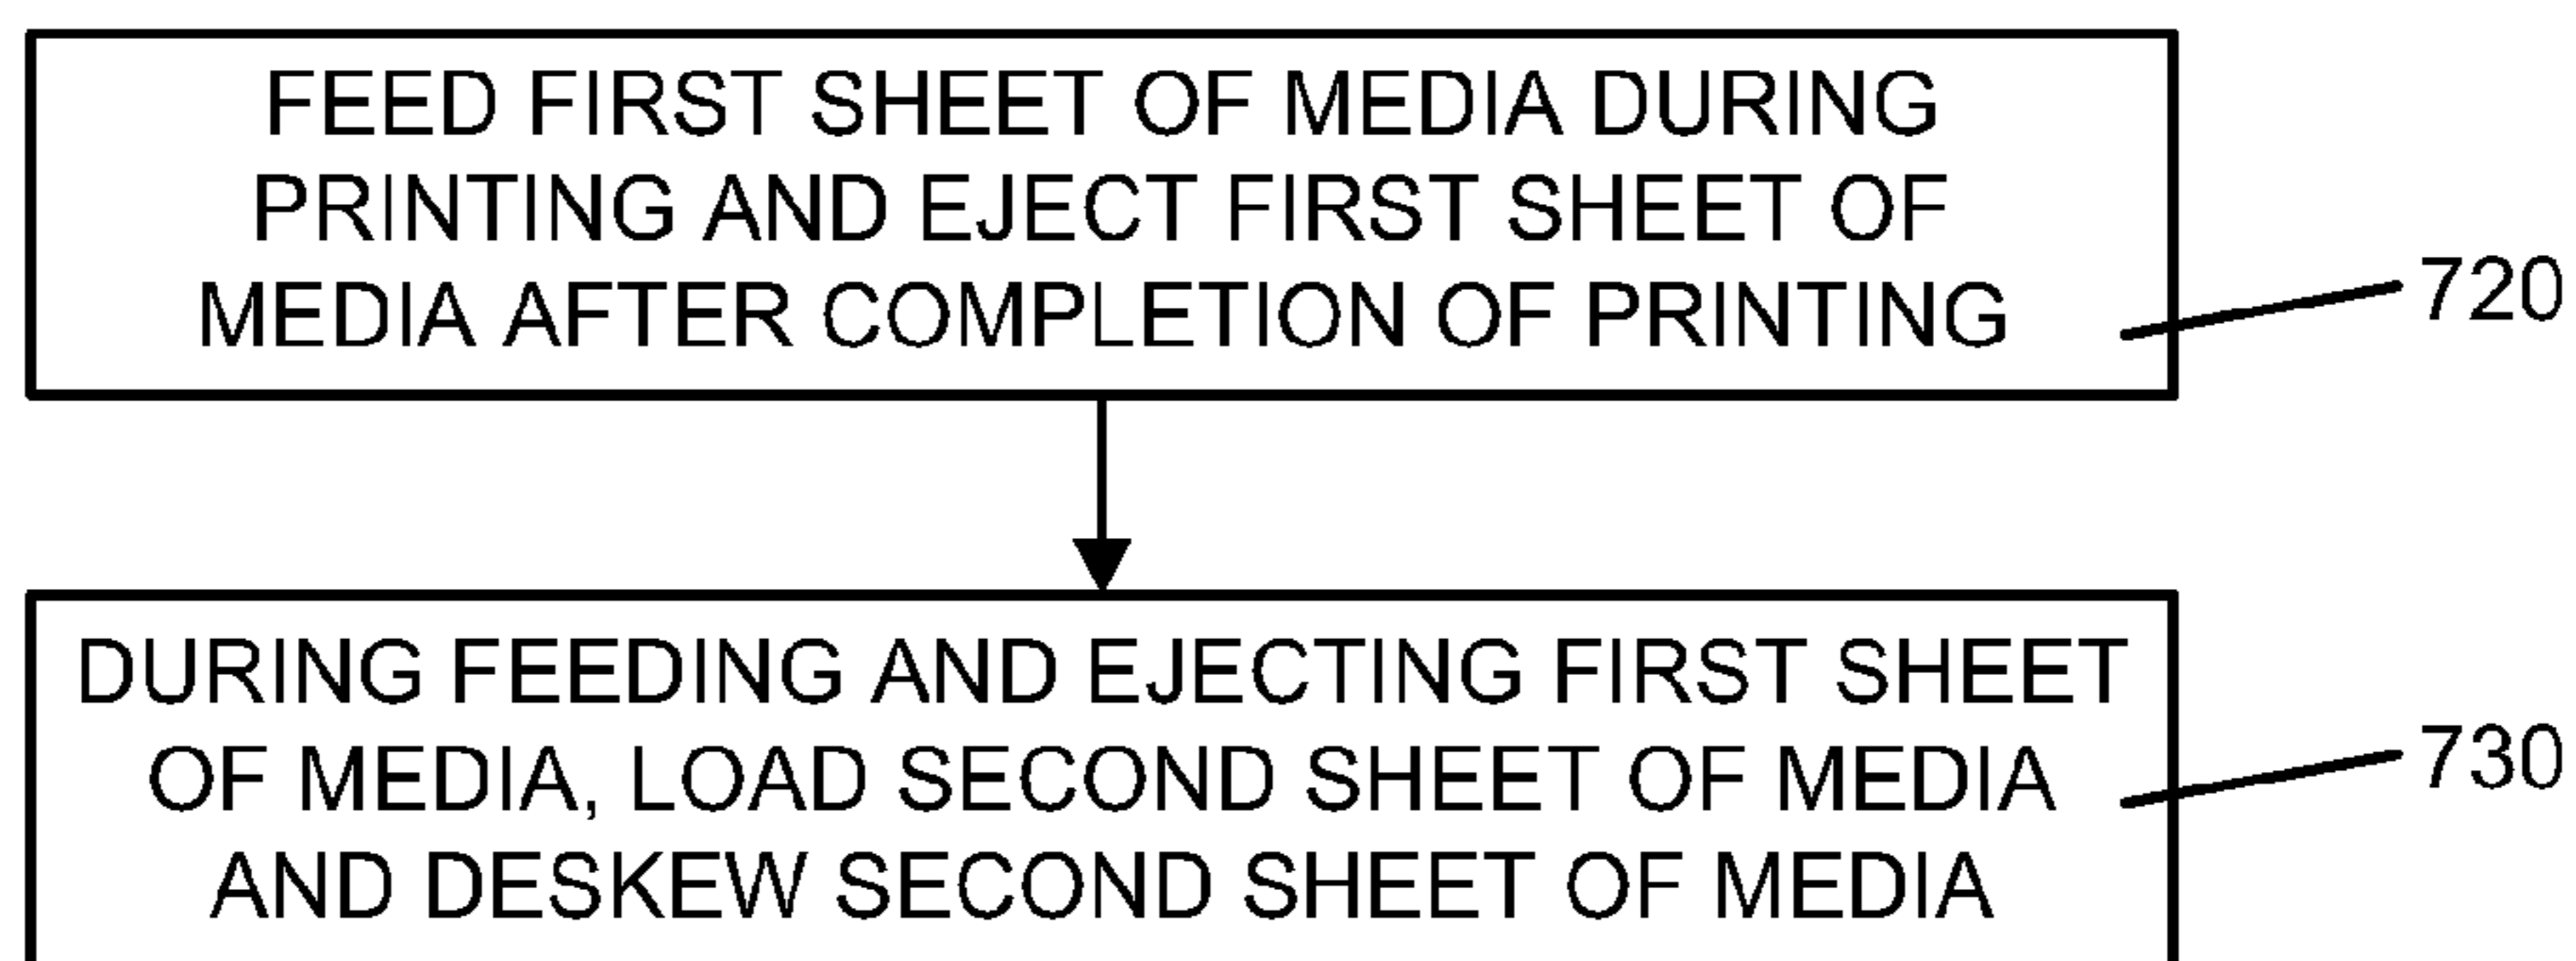 FEED FIRST SHEET OF MEDIA DURING
PRINTING AND EJECT FIRST SHEET OF
MEDIA AFTER COMPLETION OF PRINTING
720
DURING FEEDING AND EJECTING FIRST SHEET
OF MEDIA, LOAD SECOND SHEET OF MEDIA
AND DESKEW SECOND SHEET OF MEDIA
730